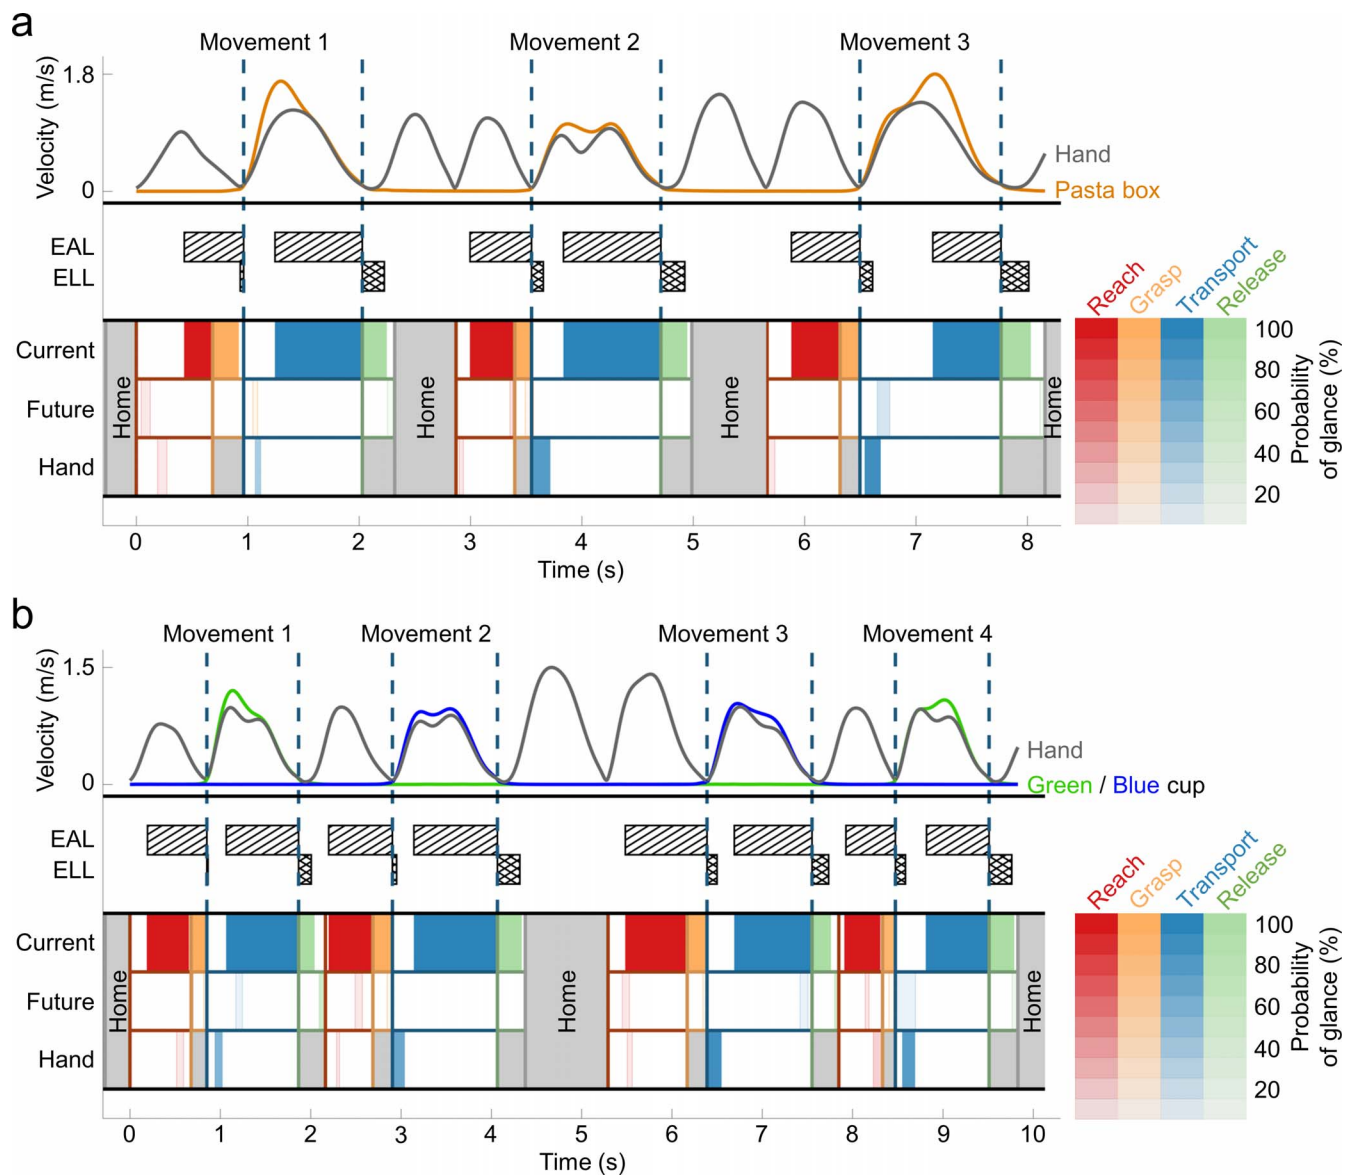 a
Movement 1 Movement 2 Movement 3
Velocity (m/s)
1.8
0
Hand
Pasta box
EAL
ELL
Current
Future
Hand
Home Home Home Home
0 1 2 3 4 5 6 7 8
Time (s)
Reach Grasp Transport Release
100
80
60
40
20
Probability
of glance (%)
b
Movement 1 Movement 2 Movement 3 Movement 4
Velocity (m/s)
1.5
0
Hand
Green / Blue cup
EAL
ELL
Current
Future
Hand
Home Home Home
0 1 2 3 4 5 6 7 8 9 10
Time (s)
Reach Grasp Transport Release
100
80
60
40
20
Probability
of glance (%)